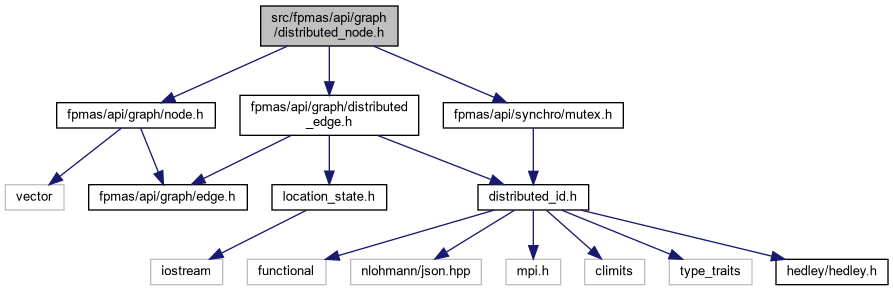 src/fpmas/api/graph
/distributed_node.h
fpmas/api/graph/node.h
fpmas/api/graph/distributed
_edge.h
fpmas/api/synchro/mutex.h
vector
fpmas/api/graph/edge.h
location_state.h
distributed_id.h
iostream
functional
nlohmann/json.hpp
mpi.h
climits
type_traits
hedley/hedley.h